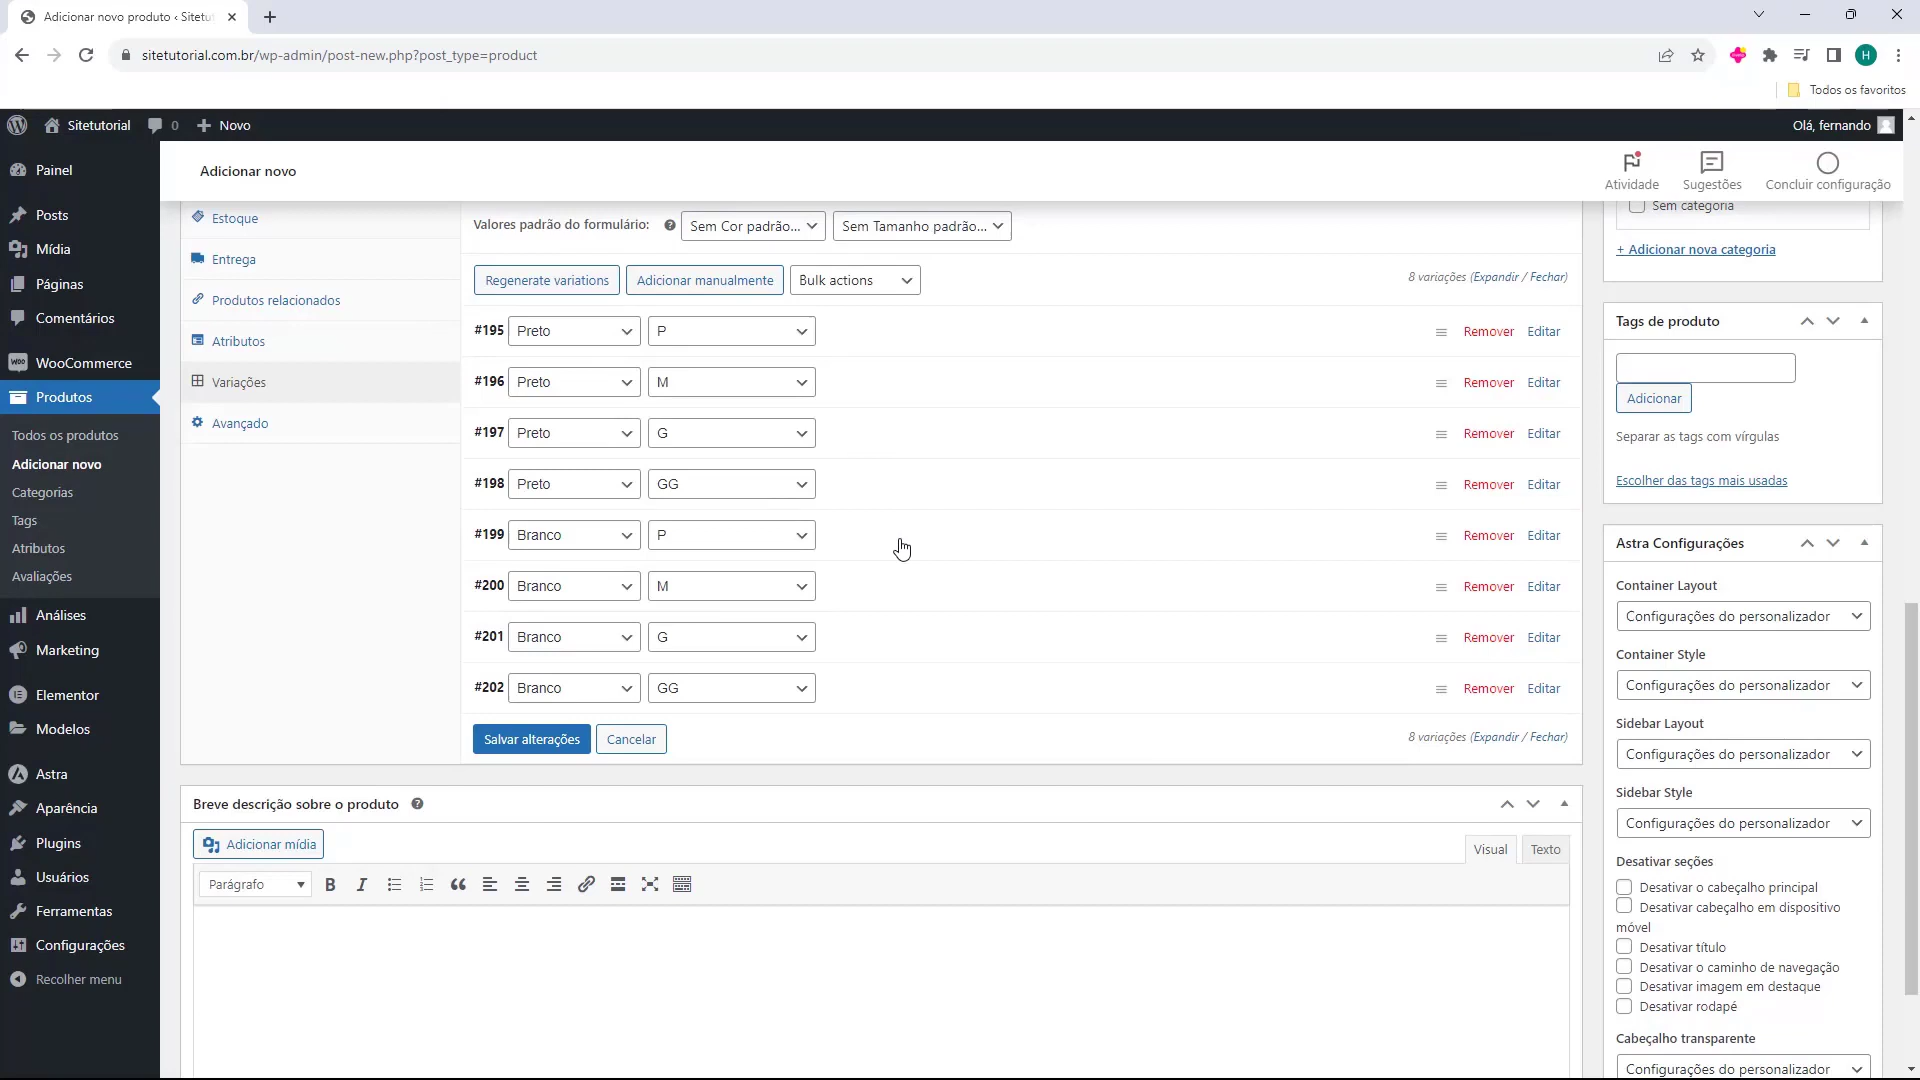 Adicionar novo produto ‹ Sitetu
sitetutorial.com.br/wp-admin/post-new.php?post_type=product
H
Todos os favoritos
Sitetutorial
0
Novo
Olá, fernando
Painel
Posts
Mídia
Páginas
Comentários
WooCommerce
Produtos
Todos os produtos
Adicionar novo
Categorias
Tags
Atributos
Avaliações
Análises
Marketing
Elementor
Modelos
Astra
Aparência
Plugins
Usuários
Ferramentas
Configurações
Recolher menu
Adicionar novo
Atividade
Sugestões
Concluir configuração
Estoque
Entrega
Produtos relacionados
Atributos
Variações
Avançado
Valores padrão do formulário: Sem Cor padrão... Sem Tamanho padrão...
Regenerate variations Adicionar manualmente Bulk actions 8 variações (Expandir / Fechar)
#195 Preto P Remover Editar
#196 Preto M Remover Editar
#197 Preto G Remover Editar
#198 Preto GG Remover Editar
#199 Branco P Remover Editar
#200 Branco M Remover Editar
#201 Branco G Remover Editar
#202 Branco GG Remover Editar
Salvar alterações Cancelar 8 variações (Expandir / Fechar)
Breve descrição sobre o produto
Adicionar mídia
Visual Texto
Parágrafo
Sem categoria
+ Adicionar nova categoria
Tags de produto
Adicionar
Separar as tags com vírgulas
Escolher das tags mais usadas
Astra Configurações
Container Layout
Configurações do personalizador
Container Style
Configurações do personalizador
Sidebar Layout
Configurações do personalizador
Sidebar Style
Configurações do personalizador
Desativar seções
Desativar o cabeçalho principal
Desativar cabeçalho em dispositivo
móvel
Desativar título
Desativar o caminho de navegação
Desativar imagem em destaque
Desativar rodapé
Cabeçalho transparente
Configurações do personalizador